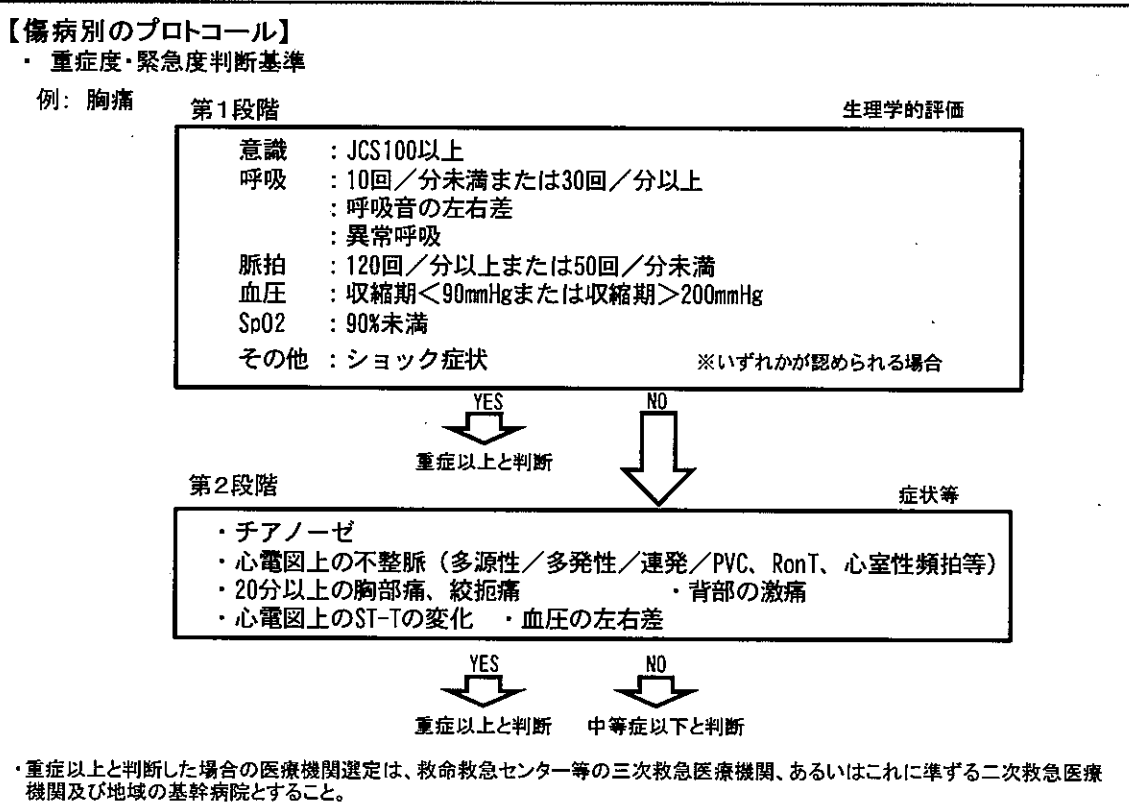 【傷病別のプロトコール】
・ 重症度・緊急度判断基準
例: 胸痛
第1段階 生理学的評価
意識 :JCS100以上
呼吸 :10回/分未満または30回/分以上
:呼吸音の左右差
:異常呼吸
脈拍 :120回/分以上または50回/分未満
血圧 :収縮期<90mmHgまたは収縮期>200mmHg
SpO2 :90%未満
その他 :ショック症状 ※いずれかが認められる場合
YES NO
重症以上と判断
第2段階 症状等
・チアノーゼ
・心電図上の不整脈(多源性/多発性/連発/PVC、RonT、心室性頻拍等)
・20分以上の胸部痛、絞扼痛 ・背部の激痛
・心電図上のST-Tの変化 ・血圧の左右差
YES NO
重症以上と判断 中等症以下と判断
・重症以上と判断した場合の医療機関選定は、救命救急センター等の三次救急医療機関、あるいはこれに準ずる二次救急医療
機関及び地域の基幹病院とすること。